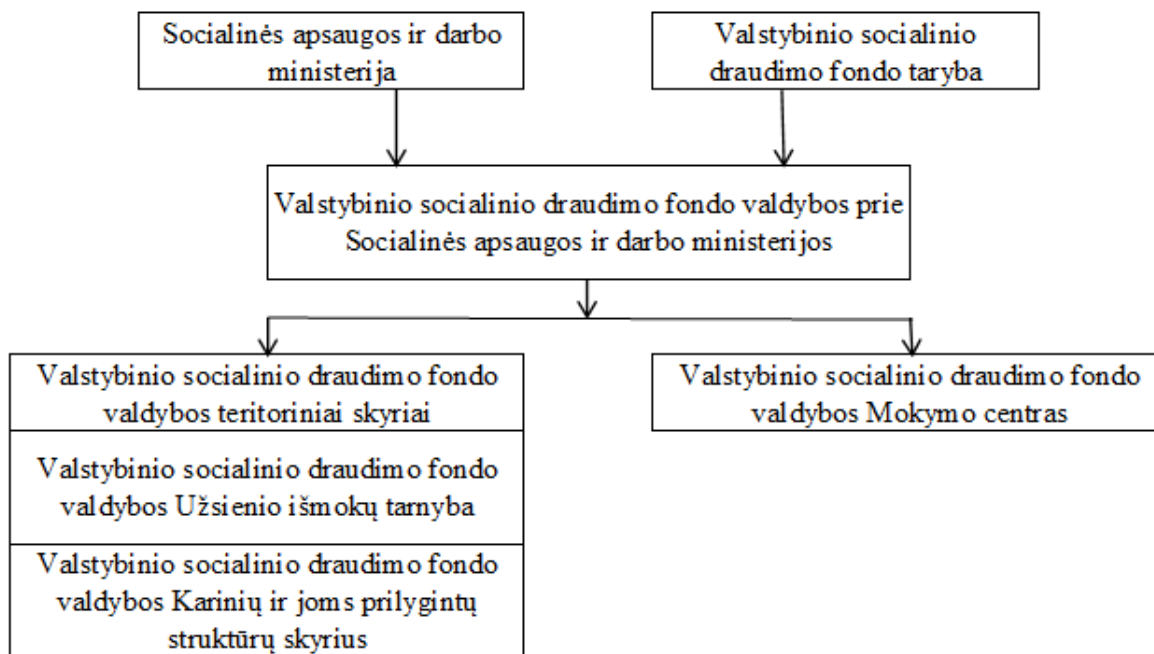 Socialinės apsaugos ir darbo
ministerija
Valstybinio socialinio
draudimo fondo taryba
Valstybinio socialinio draudimo fondo valdybos prie
Socialinės apsaugos ir darbo ministerijos
Valstybinio socialinio draudimo fondo
valdybos teritoriniai skyriai
Valstybinio socialinio draudimo fondo
valdybos Užsienio išmokų tarnyba
Valstybinio socialinio draudimo fondo
valdybos Karinių ir joms prilygintų
struktūrų skyrius
Valstybinio socialinio draudimo fondo
valdybos Mokymo centras